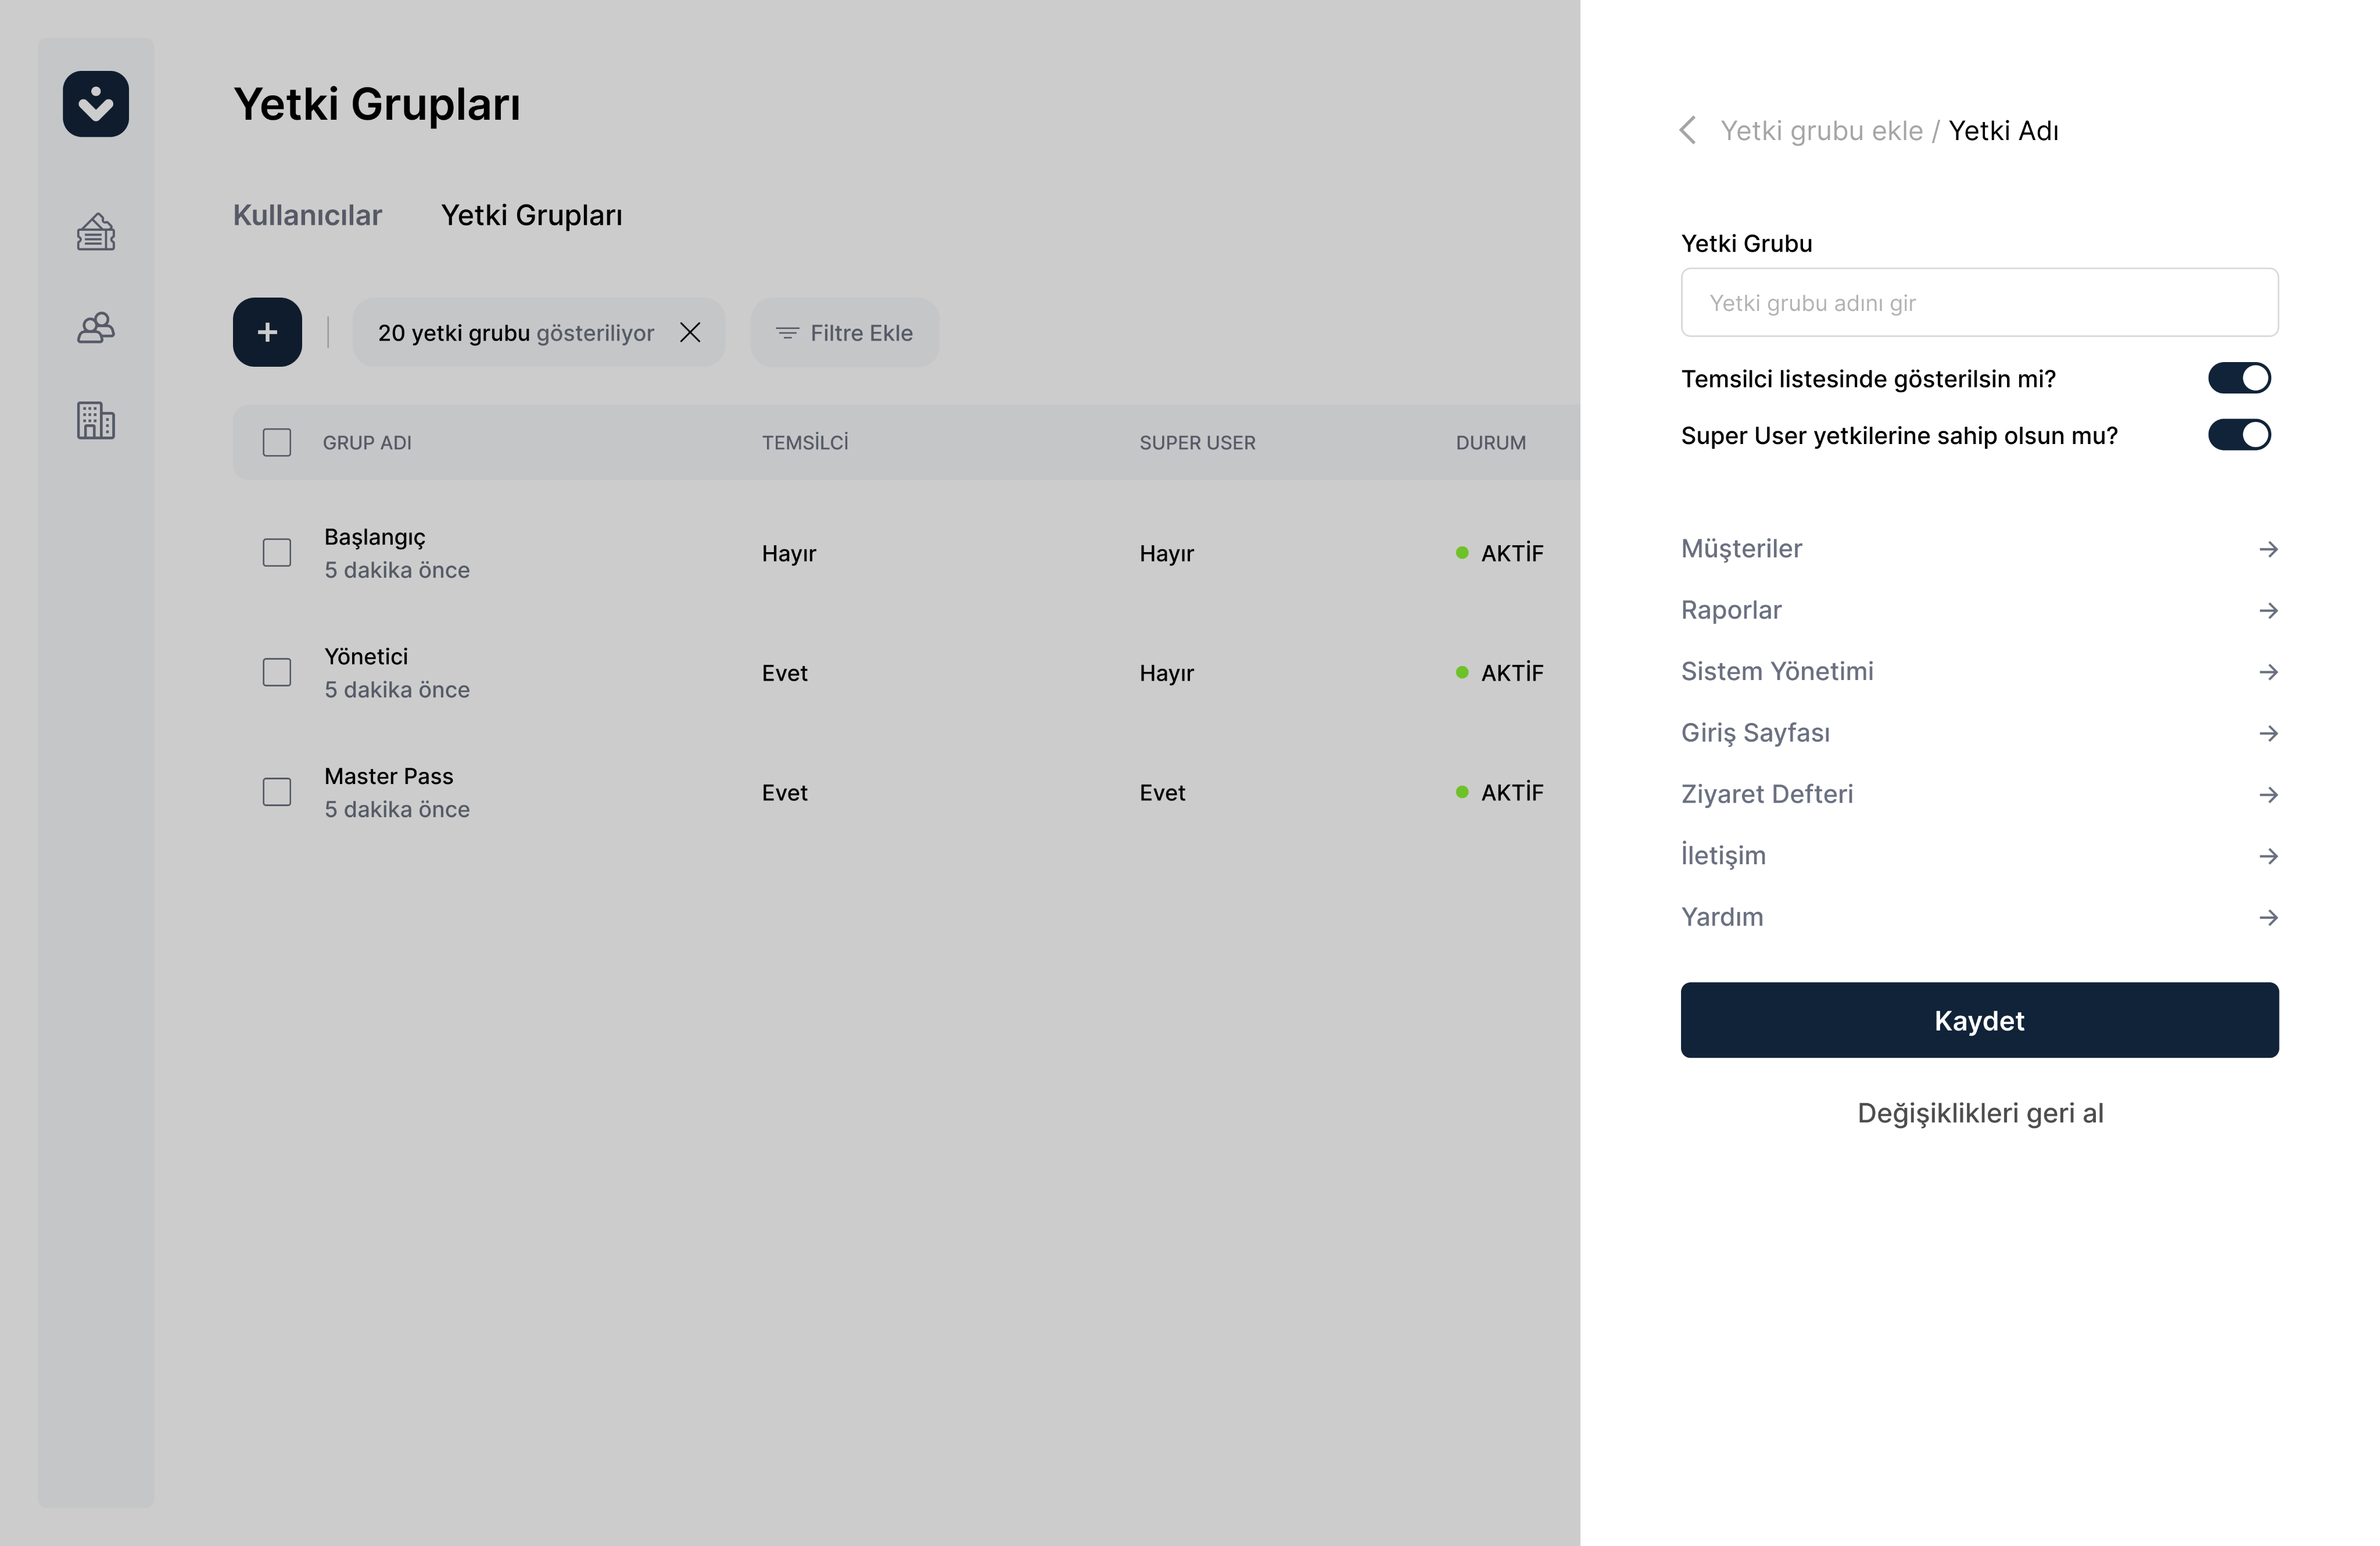 Yetki Grupları
Kullanıcılar Yetki Grupları
20 yetki grubu gösteriliyor Filtre Ekle
GRUP ADI TEMSİLCİ SUPER USER DURUM
Başlangıç
5 dakika önce
Hayır Hayır AKTİF
Yönetici
5 dakika önce
Evet Hayır AKTİF
Master Pass
5 dakika önce
Evet Evet AKTİF
Yetki grubu ekle / Yetki Adı
Yetki Grubu
Yetki grubu adını gir
Temsilci listesinde gösterilsin mi?
Super User yetkilerine sahip olsun mu?
Müşteriler
Raporlar
Sistem Yönetimi
Giriş Sayfası
Ziyaret Defteri
İletişim
Yardım
Kaydet
Değişiklikleri geri al